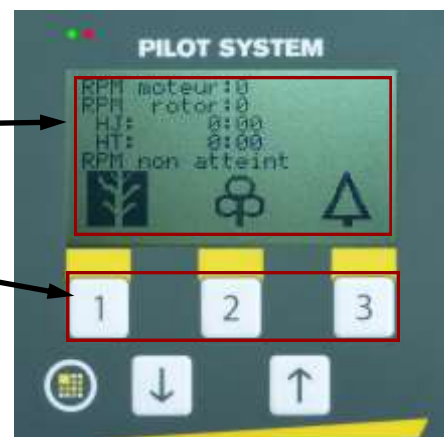 PILOT SYSTEM
RPM moteur:0
RPM rotor:0
HJ: 0:00
HT: 0:00
RPM non atteint
1 2 3